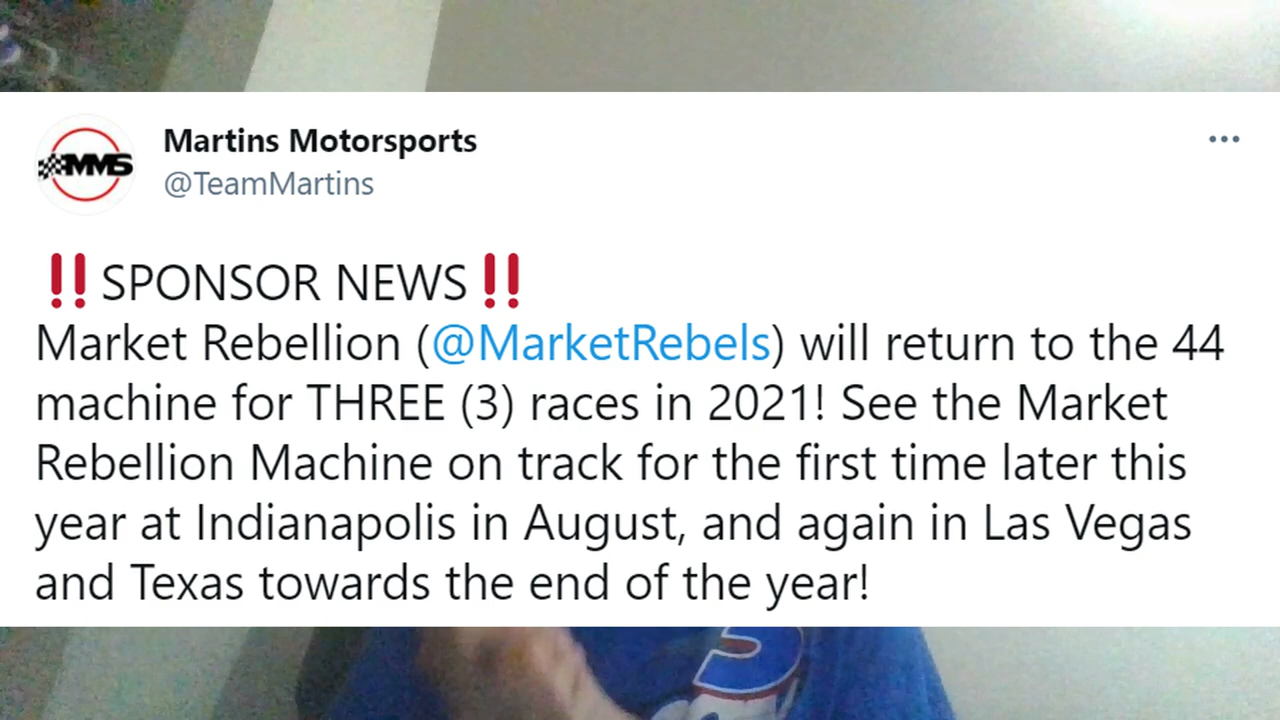 MMS
Martins Motorsports
@TeamMartins
‼️SPONSOR NEWS‼️
Market Rebellion (@MarketRebels) will return to the 44
machine for THREE (3) races in 2021! See the Market
Rebellion Machine on track for the first time later this
year at Indianapolis in August, and again in Las Vegas
and Texas towards the end of the year!